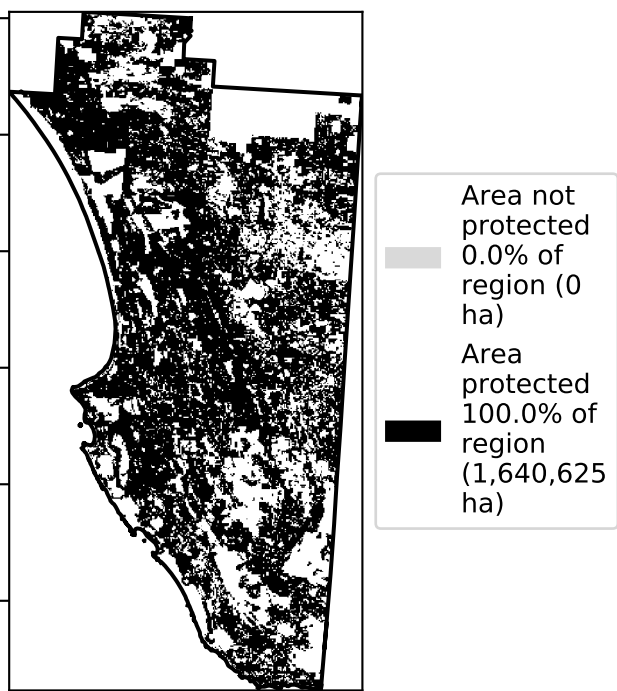 Area not
protected
0.0% of
region (0
ha)
Area
protected
100.0% of
region
(1,640,625
ha)